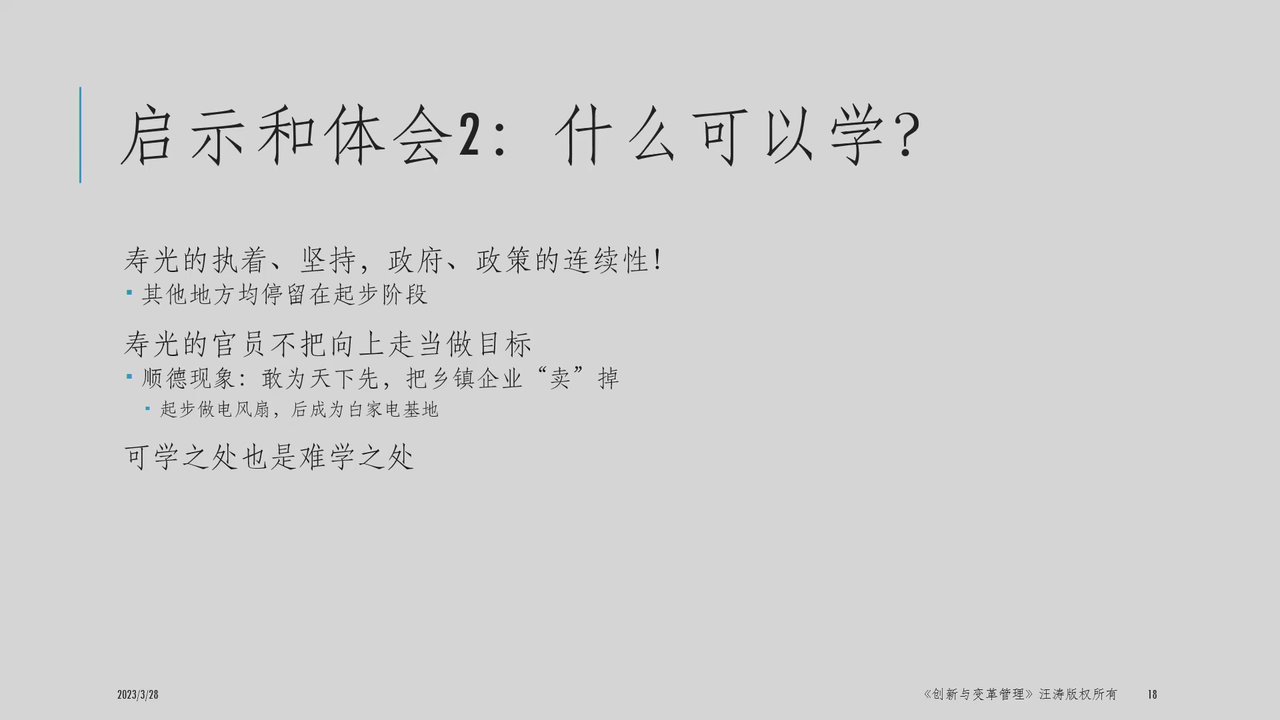 启示和体会2：什么可以学？
寿光的执着、坚持，政府、政策的连续性！
▪ 其他地方均停留在起步阶段
寿光的官员不把向上走当做目标
▪ 顺德现象：敢为天下先，把乡镇企业“卖”掉
▪ 起步做电风扇，后成为白家电基地
可学之处也是难学之处
2023/3/28
《创新与变革管理》汪涛版权所有
18